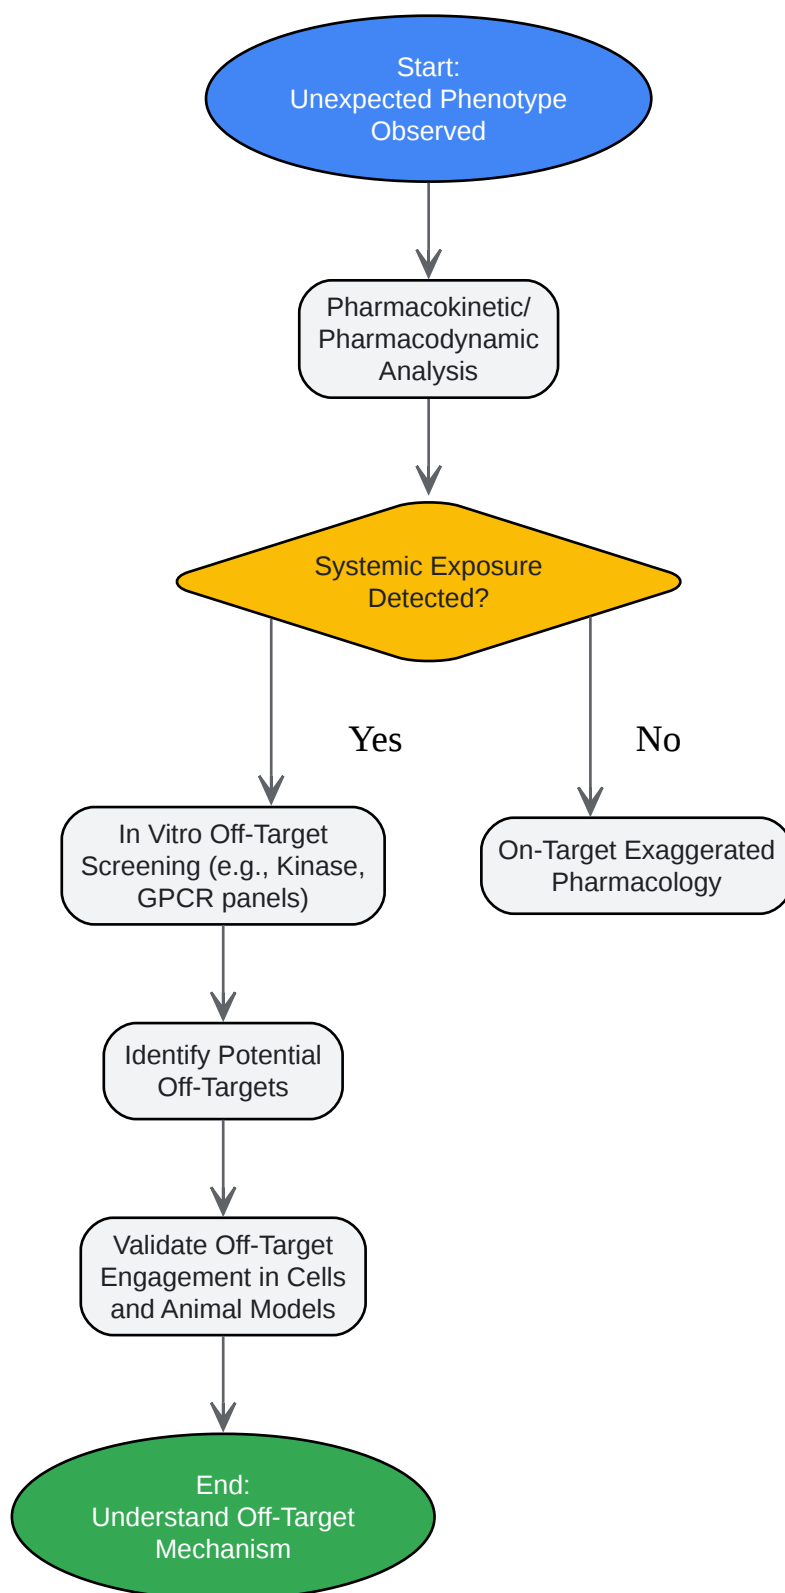 Start:
Unexpected Phenotype
Observed
Pharmacokinetic/
Pharmacodynamic
Analysis
Systemic Exposure
Detected?
Yes
No
In Vitro Off-Target
Screening (e.g., Kinase,
GPCR panels)
On-Target Exaggerated
Pharmacology
Identify Potential
Off-Targets
Validate Off-Target
Engagement in Cells
and Animal Models
End:
Understand Off-Target
Mechanism